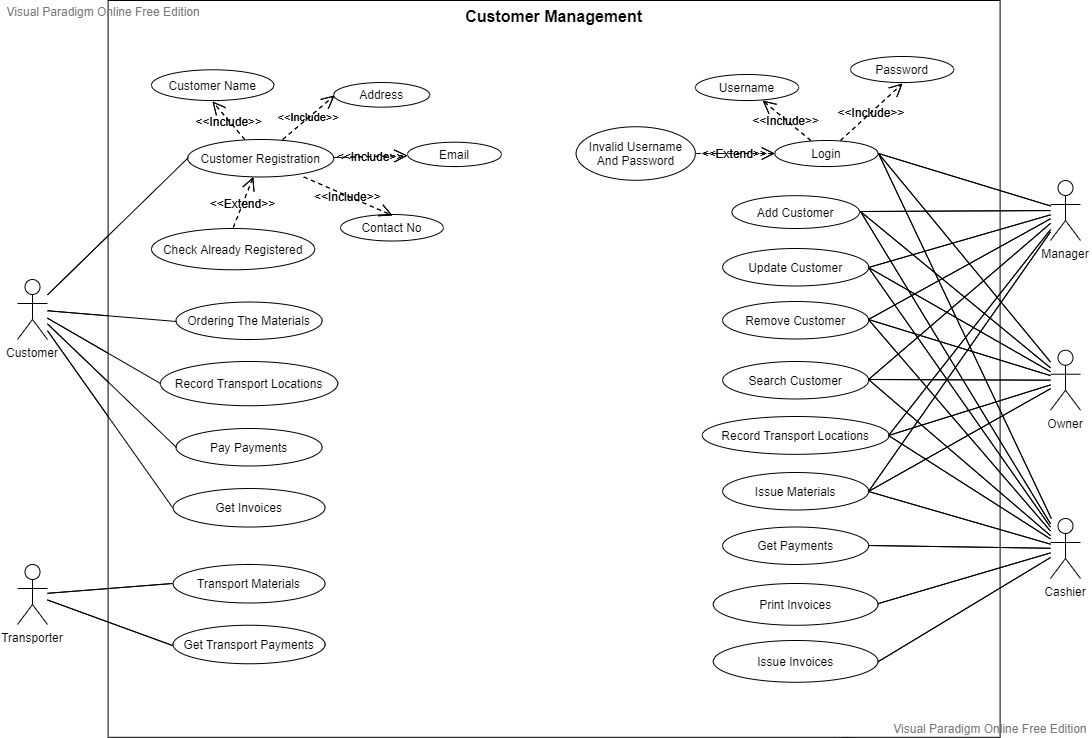 Visual Paradigm Online Free Edition
Customer Management
Customer Name
Address
<<Include>>
<<Include>>
Customer Registration
<<Include>>
Email
<<Extend>>
<<Include>>
Contact No
Check Already Registered
Customer
Ordering The Materials
Record Transport Locations
Pay Payments
Get Invoices
Transporter
Transport Materials
Get Transport Payments
Password
Username
<<Include>>
<<Include>>
Invalid Username
And Password
<<Extend>>
Login
Add Customer
Update Customer
Remove Customer
Search Customer
Record Transport Locations
Issue Materials
Get Payments
Print Invoices
Issue Invoices
Manager
Owner
Cashier
Visual Paradigm Online Free Edition